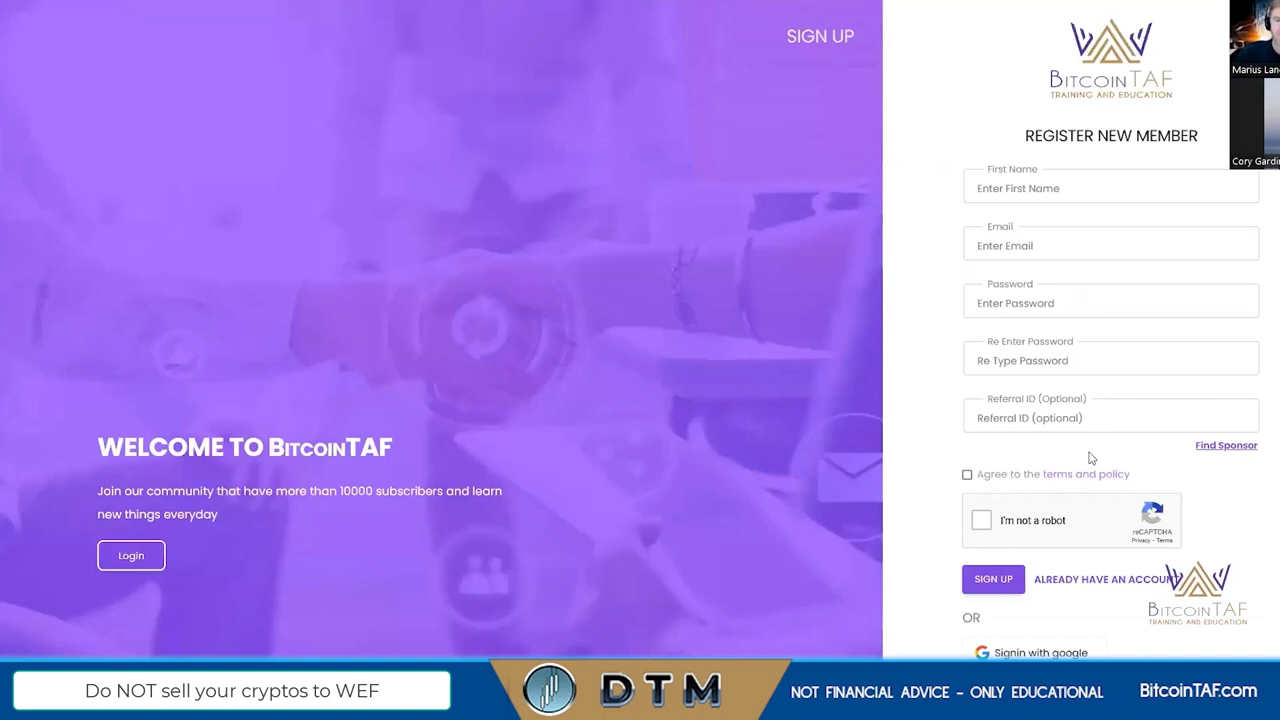 SIGN UP
BITCOINTAF
TRAINING AND EDUCATION
Marius Lan
Cory Gardi
REGISTER NEW MEMBER
First Name
Enter First Name
Email
Enter Email
Password
Enter Password
Re Enter Password
Re Type Password
Referral ID (Optional)
Referral ID (optional)
Find Sponsor
Agree to the terms and policy
I'm not a robot
reCAPTCHA
Privacy - Terms
SIGN UP
ALREADY HAVE AN ACCOUNT
OR
Signin with google
WELCOME TO BITCOINTAF
Join our community that have more than 10000 subscribers and learn
new things everyday
Login
BITCOINTAF
TRAINING AND EDUCATION
Do NOT sell your cryptos to WEF
DTM
NOT FINANCIAL ADVICE - ONLY EDUCATIONAL
BitcoinTAF.com